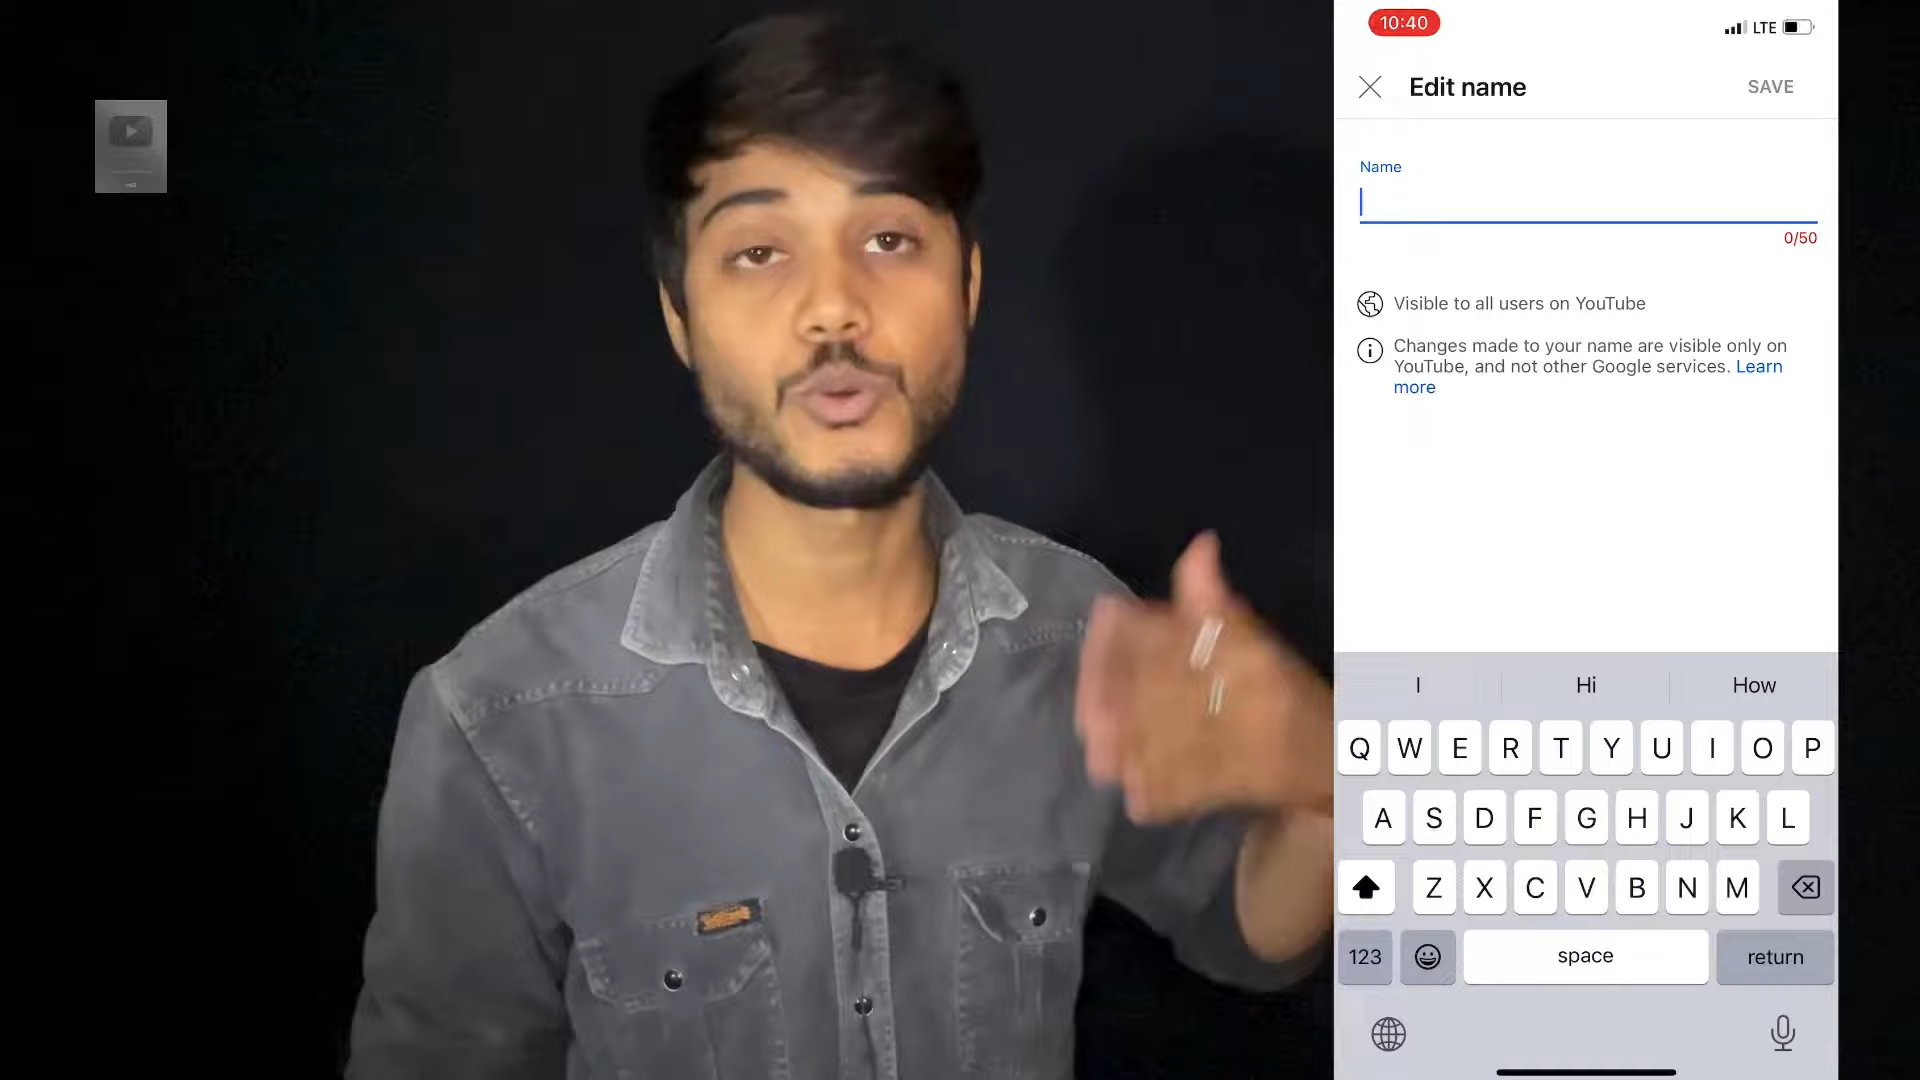 10:40
LTE
Edit name
SAVE
Name
0/50
Visible to all users on YouTube
Changes made to your name are visible only on
YouTube, and not other Google services. Learn
more
I Hi How
Q W E R T Y U I O P
A S D F G H J K L
Z X C V B N M
123 space return